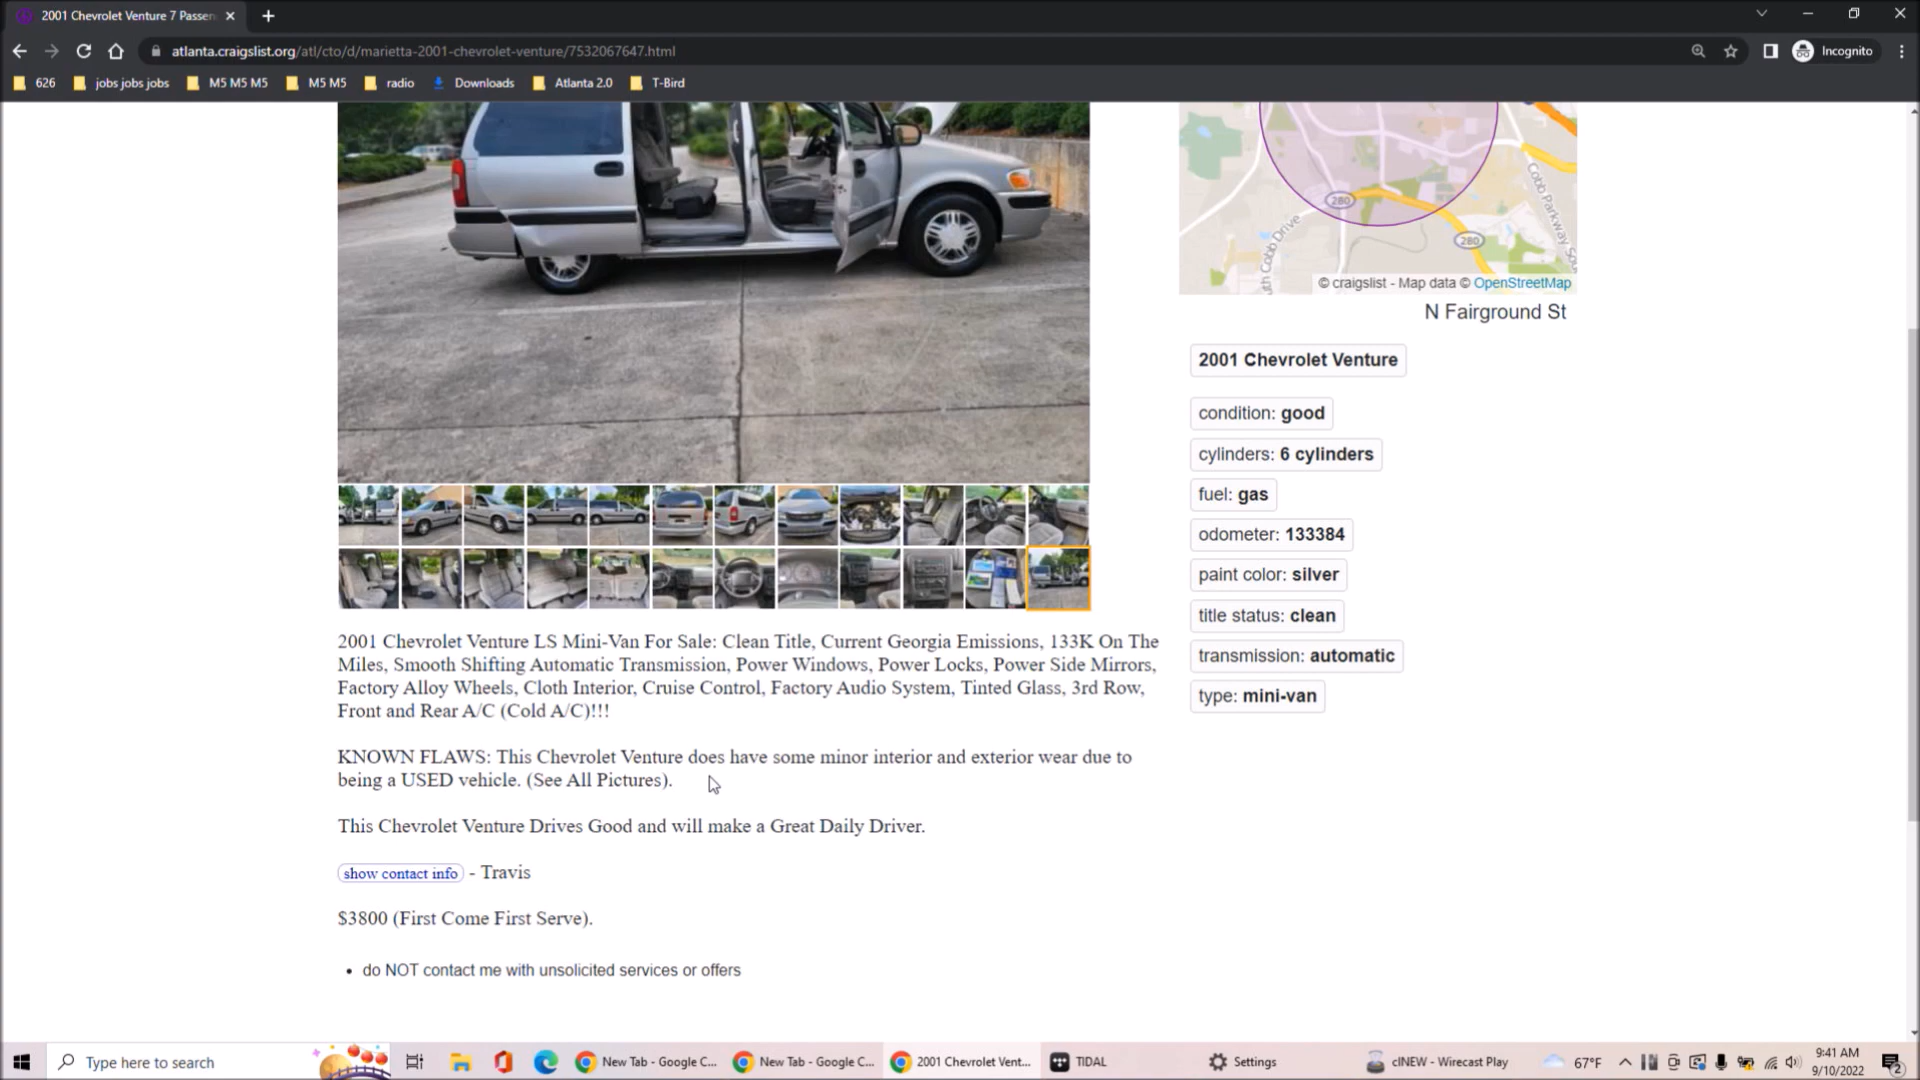 2001 Chevrolet Venture 7 Passen
atlanta.craigslist.org/atl/cto/d/marietta-2001-chevrolet-venture/7532067647.html
Incognito
626
jobs jobs jobs
M5 M5 M5
M5 M5
radio
Downloads
Atlanta 2.0
T-Bird
280
280
Cobb Parkway
uth Cobb Drive
© craigslist - Map data © OpenStreetMap
N Fairground St
2001 Chevrolet Venture
condition: good
cylinders: 6 cylinders
fuel: gas
odometer: 133384
paint color: silver
title status: clean
transmission: automatic
type: mini-van
2001 Chevrolet Venture LS Mini-Van For Sale: Clean Title, Current Georgia Emissions, 133K On The
Miles, Smooth Shifting Automatic Transmission, Power Windows, Power Locks, Power Side Mirrors,
Factory Alloy Wheels, Cloth Interior, Cruise Control, Factory Audio System, Tinted Glass, 3rd Row,
Front and Rear A/C (Cold A/C)!!!
KNOWN FLAWS: This Chevrolet Venture does have some minor interior and exterior wear due to
being a USED vehicle. (See All Pictures).
This Chevrolet Venture Drives Good and will make a Great Daily Driver.
show contact info - Travis
$3800 (First Come First Serve).
• do NOT contact me with unsolicited services or offers
Type here to search
New Tab - Google C...
New Tab - Google C...
2001 Chevrolet Vent...
TIDAL
Settings
cINEW - Wirecast Play
67°F
9:41 AM
9/10/2022
2